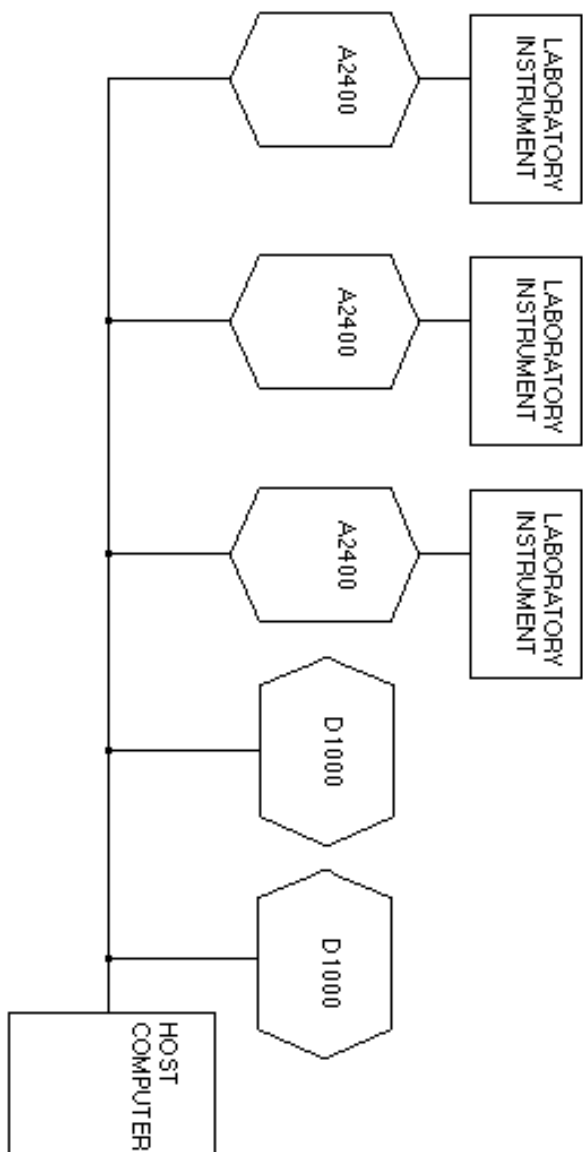 LABORATORY
INSTRUMENT
A2400
LABORATORY
INSTRUMENT
A2400
LABORATORY
INSTRUMENT
A2400
D1000
D1000
HOST
COMPUTER